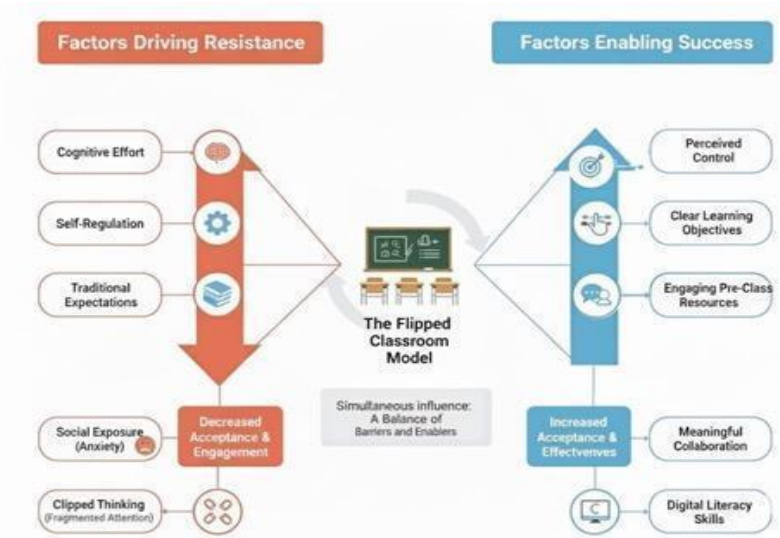 Factors Driving Resistance
Factors Enabling Success
Cognitive Effort
Self-Regulation
Traditional
Expectations
Social Exposure
(Anxiety)
Clipped Thinking
(Fragmented Attention)
Decreased
Acceptance &
Engagement
The Flipped
Classroom
Model
Simultaneous influence:
A Balance of
Barriers and Enablers
Perceived
Control
Clear Learning
Objectives
Engaging Pre-Class
Resources
Increased
Acceptance &
Effectvenves
Meaningful
Collaboration
Digital Literacy
Skills
C